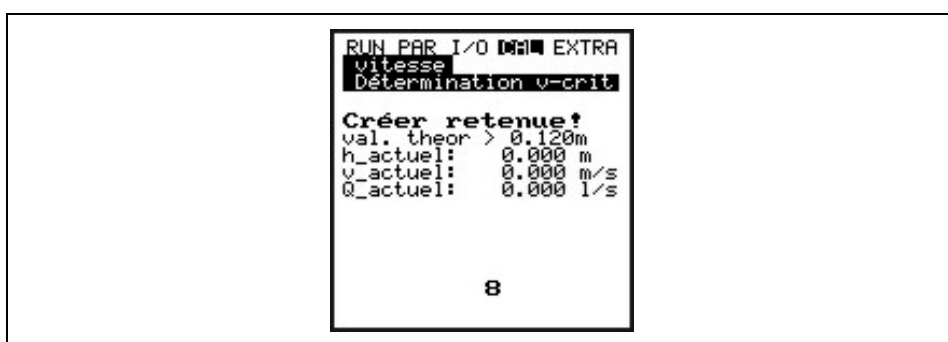 RUN PAR I/O CAL EXTRA
vitesse
Détermination v-crit
Créer retenue!
val. theor > 0.120m
h_actuel: 0.000 m
v_actuel: 0.000 m/s
Q_actuel: 0.000 l/s
8